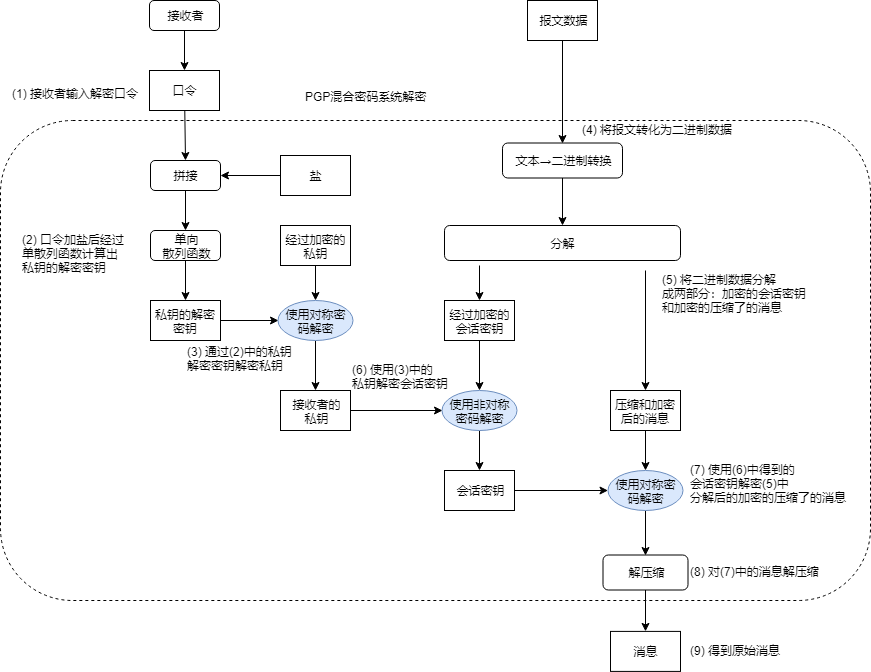 接收者
报文数据
(1) 接收者输入解密口令
口令
PGP混合密码系统解密
(4) 将报文转化为二进制数据
拼接
盐
文本→二进制转换
(2) 口令加盐后经过
单散列函数计算出
私钥的解密密钥
单向
散列函数
经过加密的
私钥
分解
(5) 将二进制数据分解
成两部分：加密的会话密钥
和加密的压缩了的消息
私钥的解密
密钥
使用对称密
码解密
经过加密的
会话密钥
(3) 通过(2)中的私钥
解密密钥解密私钥
(6) 使用(3)中的
私钥解密会话密钥
接收者的
私钥
使用非对称
密码解密
压缩和加密
后的消息
会话密钥
使用对称密
码解密
(7) 使用(6)中得到的
会话密钥解密(5)中
分解后的加密的压缩了的消息
解压缩
(8) 对(7)中的消息解压缩
消息
(9) 得到原始消息